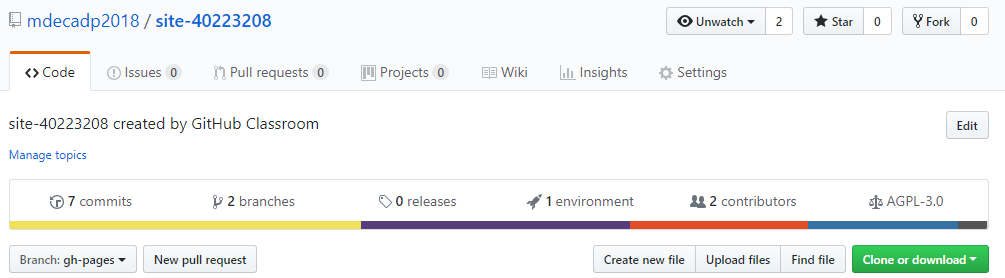 mdecadp2018 / site-40223208 Unwatch 2 Star 0 Fork 0
Code Issues 0 Pull requests 0 Projects 0 Wiki Insights Settings
site-40223208 created by GitHub Classroom Edit
Manage topics
7 commits 2 branches 0 releases 1 environment 2 contributors AGPL-3.0
Branch: gh-pages New pull request Create new file Upload files Find file Clone or download